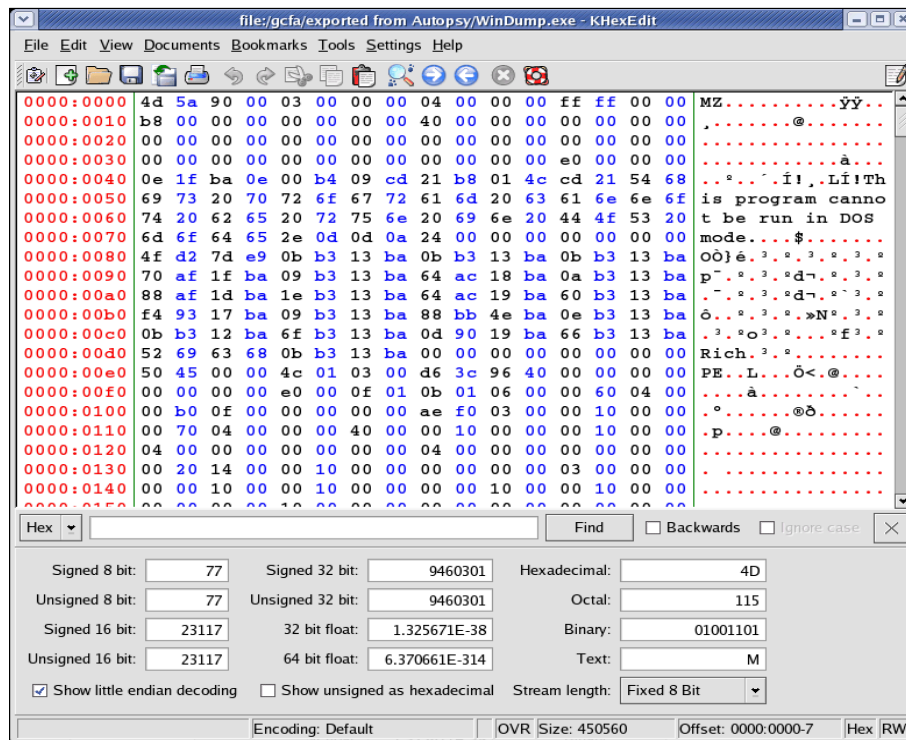 file:/gcfa/exported from Autopsy/WinDump.exe - KHexEdit
File Edit View Documents Bookmarks Tools Settings Help
0000:0000 4d 5a 90 00 03 00 00 00 04 00 00 00 ff ff 00 00 MZ..........ÿÿ..
0000:0010 b8 00 00 00 00 00 00 00 40 00 00 00 00 00 00 00 ¸.......@.......
0000:0020 00 00 00 00 00 00 00 00 00 00 00 00 00 00 00 00 ................
0000:0030 00 00 00 00 00 00 00 00 00 00 00 00 e0 00 00 00 ............à...
0000:0040 0e 1f ba 0e 00 b4 09 cd 21 b8 01 4c cd 21 54 68 ..º..´.Í!¸.LÍ!Th
0000:0050 69 73 20 70 72 6f 67 72 61 6d 20 63 61 6e 6e 6f is program canno
0000:0060 74 20 62 65 20 72 75 6e 20 69 6e 20 44 4f 53 20 t be run in DOS
0000:0070 6d 6f 64 65 2e 0d 0d 0a 24 00 00 00 00 00 00 00 mode....$.......
0000:0080 4f d2 7d e9 0b b3 13 ba 0b b3 13 ba 0b b3 13 ba OÒ}é.³.º.³.º.³.º
0000:0090 70 af 1f ba 09 b3 13 ba 64 ac 18 ba 0a b3 13 ba p¯.º.³.ºd¬.º.³.º
0000:00a0 88 af 1d ba 1e b3 13 ba 64 ac 19 ba 60 b3 13 ba .¯.º.³.ºd¬.º`³.º
0000:00b0 f4 93 17 ba 09 b3 13 ba 88 bb 4e ba 0e b3 13 ba ô..º.³.º.»Nº.³.º
0000:00c0 0b b3 12 ba 6f b3 13 ba 0d 90 19 ba 66 b3 13 ba .³.ºo³.º...ºf³.º
0000:00d0 52 69 63 68 0b b3 13 ba 00 00 00 00 00 00 00 00 Rich.³.º........
0000:00e0 50 45 00 00 4c 01 03 00 d6 3c 96 40 00 00 00 00 PE..L...Ö<.@....
0000:00f0 00 00 00 00 e0 00 0f 01 0b 01 06 00 00 60 04 00 ....à........`..
0000:0100 00 b0 0f 00 00 00 00 00 ae f0 03 00 00 10 00 00 .°......®ð......
0000:0110 00 70 04 00 00 00 40 00 00 10 00 00 00 10 00 00 .p....@.........
0000:0120 04 00 00 00 00 00 00 00 04 00 00 00 00 00 00 00 ................
0000:0130 00 20 14 00 00 10 00 00 00 00 00 00 03 00 00 00 . ..............
0000:0140 00 00 10 00 00 10 00 00 00 00 10 00 00 10 00 00 ................
Hex Find Backwards Ignore case
Signed 8 bit: 77 Signed 32 bit: 9460301 Hexadecimal: 4D
Unsigned 8 bit: 77 Unsigned 32 bit: 9460301 Octal: 115
Signed 16 bit: 23117 32 bit float: 1.325671E-38 Binary: 01001101
Unsigned 16 bit: 23117 64 bit float: 6.370661E-314 Text: M
Show little endian decoding Show unsigned as hexadecimal Stream length: Fixed 8 Bit
Encoding: Default OVR Size: 450560 Offset: 0000:0000-7 Hex RW